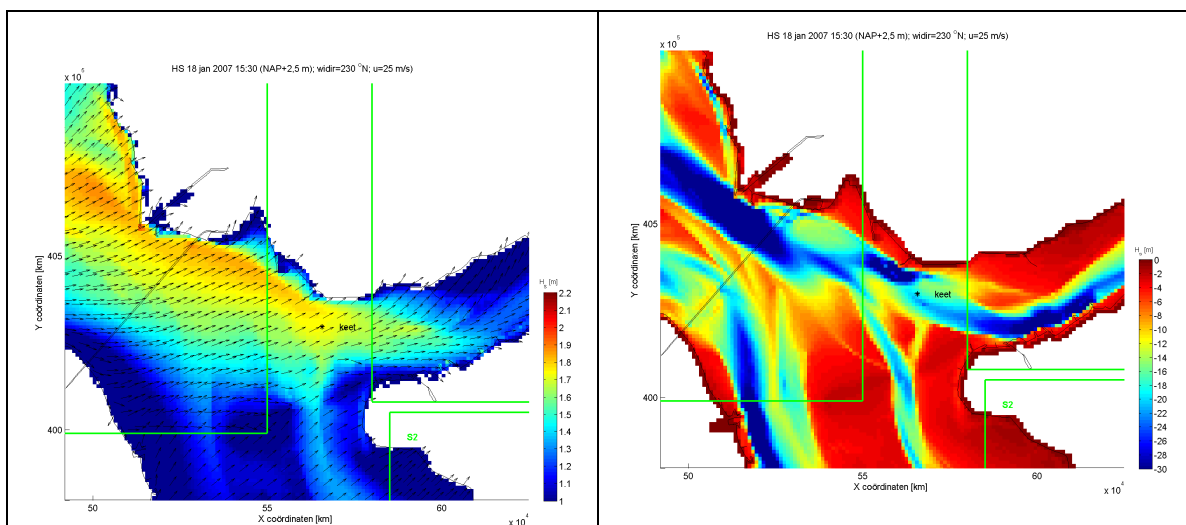 HS 18 jan 2007 15:30 (NAP+2,5 m); widir=230 °N; u=25 m/s)
x 10^5
Y coördinaten [km]
405
400
keet
S2
50
55
60
x 10^4
X coördinaten [km]
H_s [m]
2.2
2.1
2
1.9
1.8
1.7
1.6
1.5
1.4
1.3
1.2
1.1
1
HS 18 jan 2007 15:30 (NAP+2,5 m); widir=230 °N; u=25 m/s)
x 10^5
Y coördinaten [km]
405
400
keet
S2
50
55
60
x 10^4
X coördinaten [km]
[m]
0
-2
-4
-6
-8
-10
-12
-14
-16
-18
-20
-22
-24
-26
-28
-30